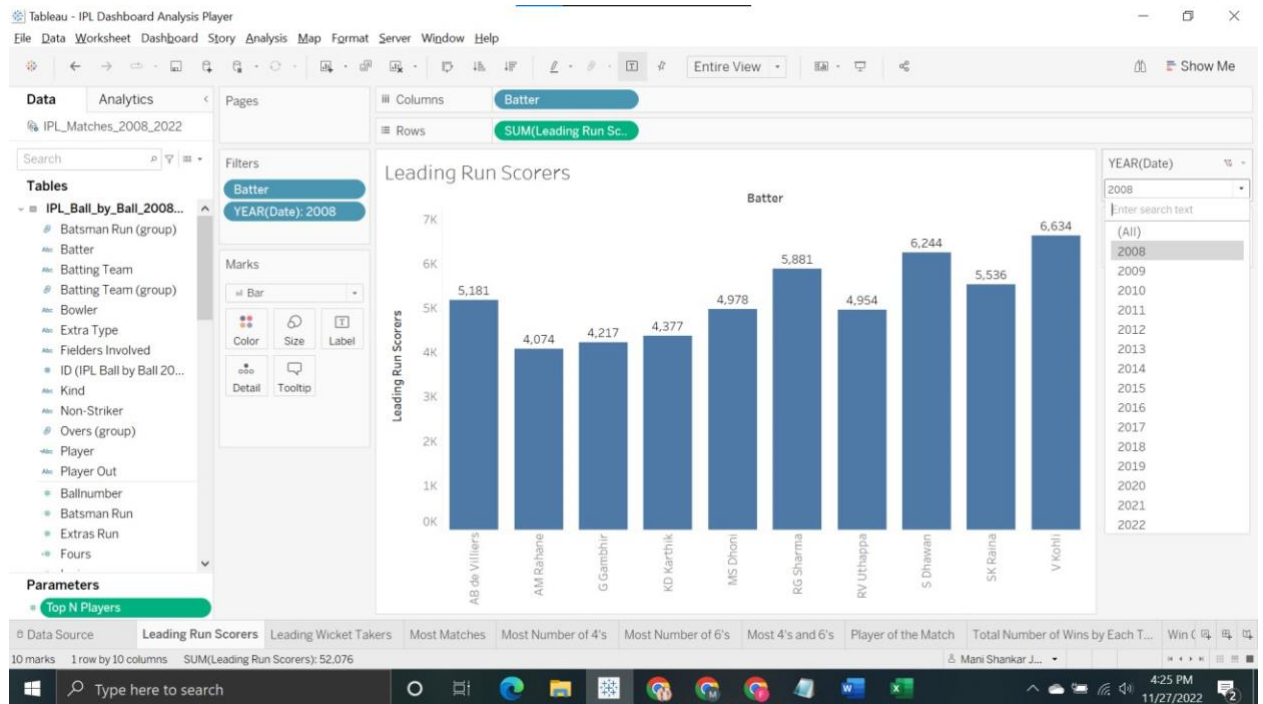 Tableau - IPL Dashboard Analysis Player
File Data Worksheet Dashboard Story Analysis Map Format Server Window Help
Entire View
Show Me
Data Analytics
IPL_Matches_2008_2022
Search
Tables
IPL_Ball_by_Ball_2008...
Batsman Run (group)
Abc Batter
Abc Batting Team
Batting Team (group)
Abc Bowler
Abc Extra Type
Abc Fielders Involved
ID (IPL Ball by Ball 20...
Abc Kind
Abc Non-Striker
Overs (group)
Abc Player
Abc Player Out
Ballnumber
Batsman Run
Extras Run
Fours
Parameters
Top N Players
Pages
Filters
Batter
YEAR(Date): 2008
Marks
Bar
Color Size Label
Detail Tooltip
Columns Batter
Rows SUM(Leading Run Sc..
Leading Run Scorers
Batter
Leading Run Scorers
7K
6K
5K
4K
3K
2K
1K
0K
5,181
4,074
4,217
4,377
4,978
5,881
4,954
6,244
5,536
6,634
AB de Villiers
AM Rahane
G Gambhir
KD Karthik
MS Dhoni
RG Sharma
RV Uthappa
S Dhawan
SK Raina
V Kohli
YEAR(Date)
2008
Enter search text
(All)
2008
2009
2010
2011
2012
2013
2014
2015
2016
2017
2018
2019
2020
2021
2022
Data Source Leading Run Scorers Leading Wicket Takers Most Matches Most Number of 4's Most Number of 6's Most 4's and 6's Player of the Match Total Number of Wins by Each T... Win (
10 marks 1 row by 10 columns SUM(Leading Run Scorers): 52,076 Mani Shankar J...
Type here to search
4:25 PM
11/27/2022
2